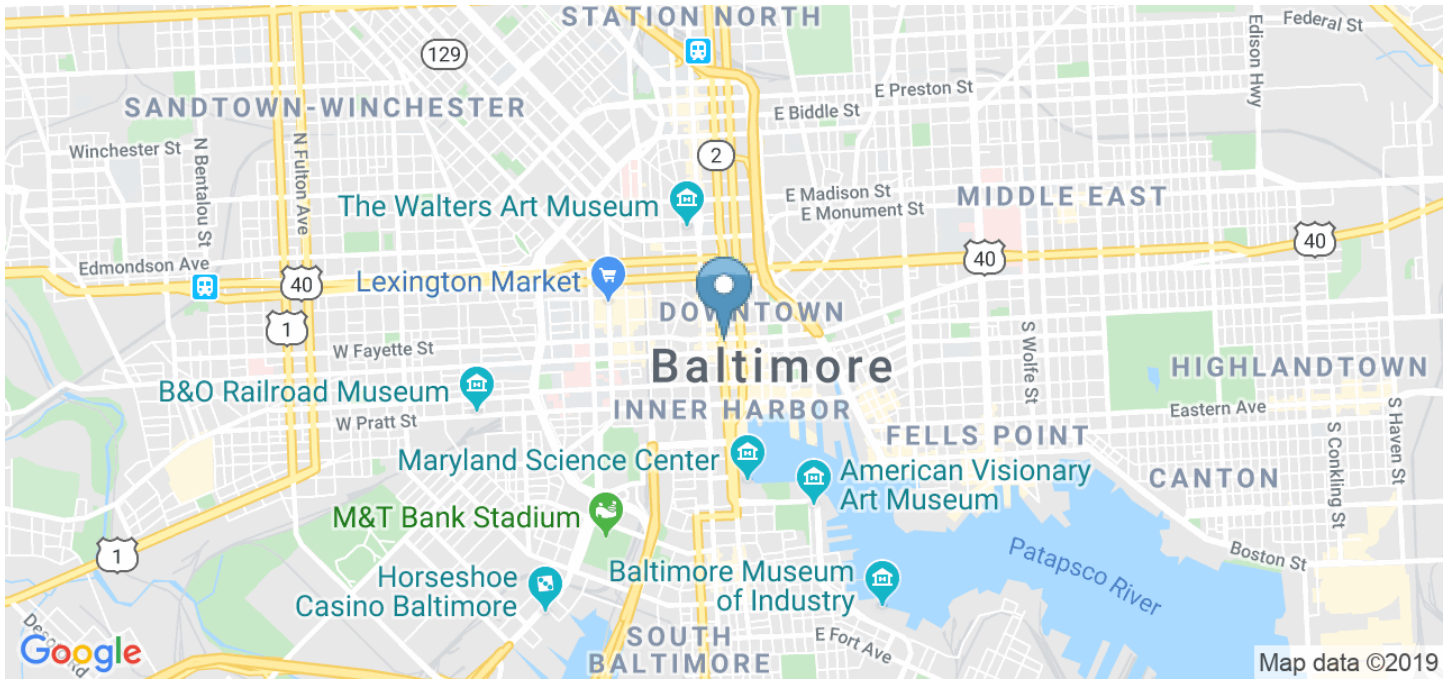 STATION NORTH
Federal St
129
Edison Hwy
E Preston St
E Biddle St
SANDTOWN-WINCHESTER
Winchester St
N Bentalou St
N Fulton Ave
2
E Madison St
E Monument St
MIDDLE EAST
The Walters Art Museum
40
40
Edmondson Ave
40
Lexington Market
DOWNTOWN
1
W Fayette St
S Wolfe St
Baltimore
HIGHLANDTOWN
B&O Railroad Museum
INNER HARBOR
Eastern Ave
S Haven St
W Pratt St
FELLS POINT
S Conkling St
Maryland Science Center
American Visionary
Art Museum
CANTON
M&T Bank Stadium
1
Boston St
Patapsco River
Horseshoe
Casino Baltimore
Baltimore Museum
of Industry
E Fort Ave
SOUTH
BALTIMORE
Google
Map data ©2019